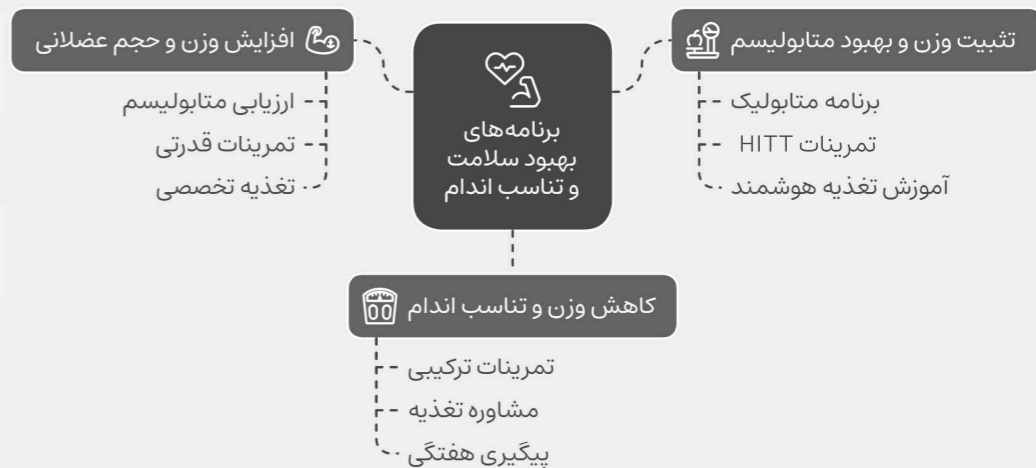 برنامه‌های
بهبود سلامت
و تناسب اندام
تثبیت وزن و بهبود متابولیسم
برنامه متابولیک
تمرینات HITT
آموزش تغذیه هوشمند
افزایش وزن و حجم عضلانی
ارزیابی متابولیسم
تمرینات قدرتی
تغذیه تخصصی
کاهش وزن و تناسب اندام
تمرینات ترکیبی
مشاوره تغذیه
پیگیری هفتگی